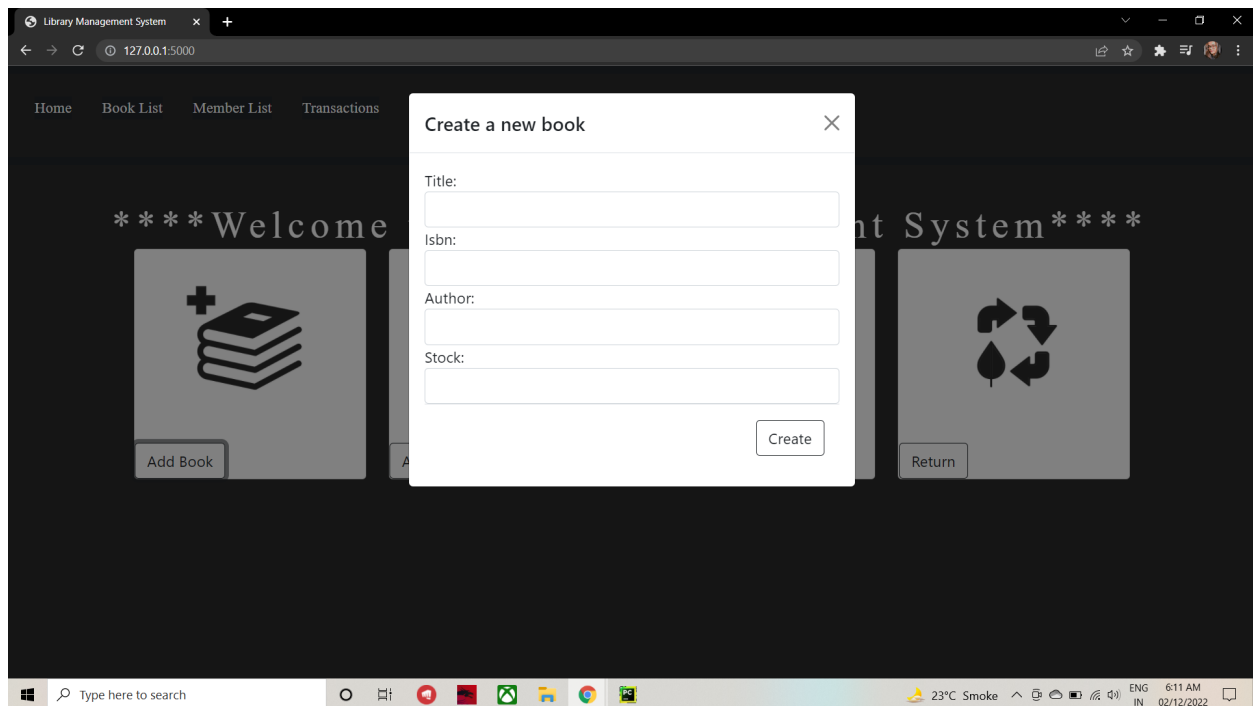 Library Management System
127.0.0.1:5000
Home Book List Member List Transactions
Create a new book
Title:
****Welcome
nt System****
Isbn:
Author:
Stock:
Create
Add Book
A
Return
Type here to search
23°C Smoke
ENG
IN
6:11 AM
02/12/2022